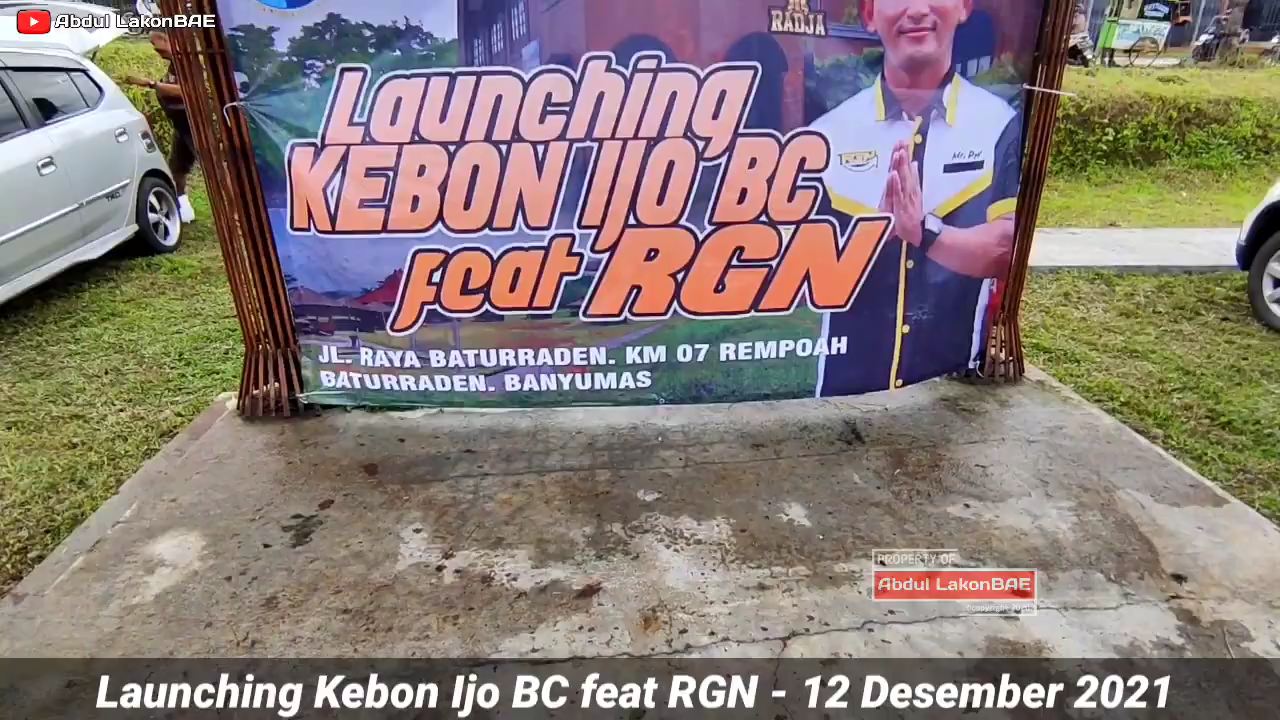 Abdul LakonBAE
RADJA
Launching
KEBON IJO BC
feat RGN
Mr. Pyt
JL. RAYA BATURRADEN. KM 07 REMPOAH
BATURRADEN. BANYUMAS
PROPERTY OF
Abdul LakonBAE
Launching Kebon Ijo BC feat RGN - 12 Desember 2021